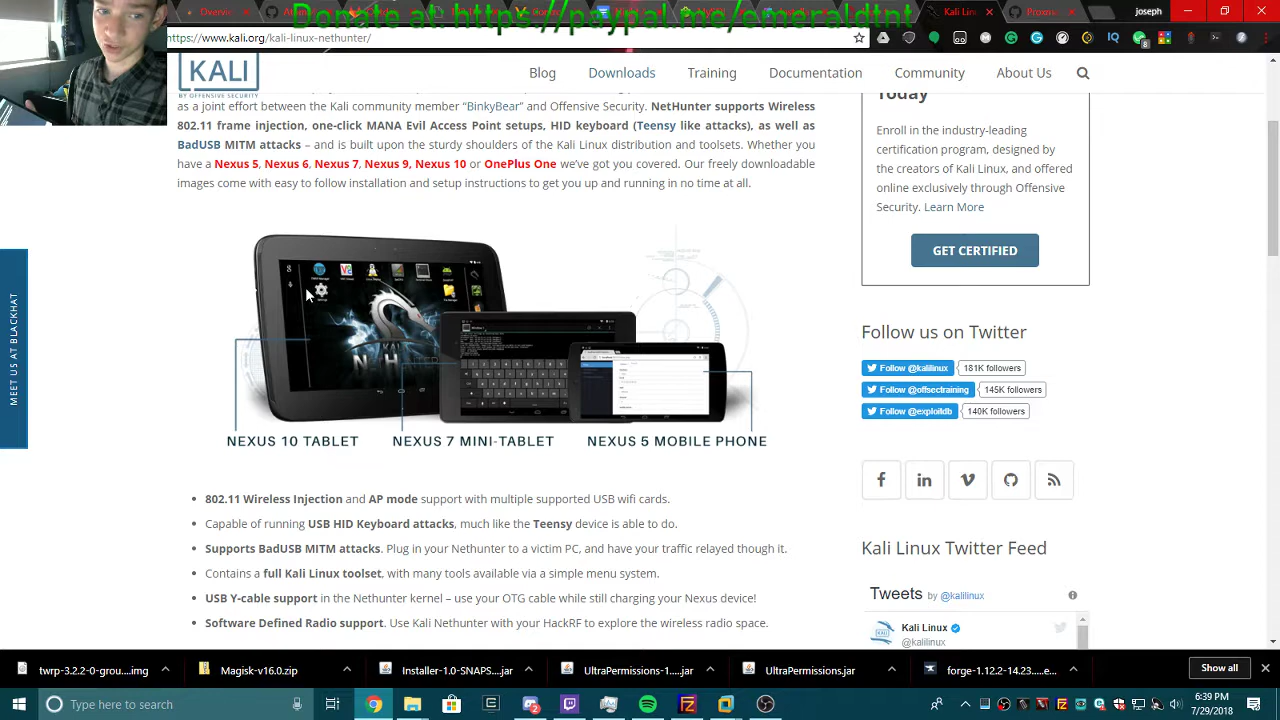 Donate at https://paypal.me/emeraldtnt
Overvi
Kali Lin
Proxm
joseph
https://www.kali.org/kali-linux-nethunter/
KALI
BY OFFENSIVE SECURITY
Blog
Downloads
Training
Documentation
Community
About Us
as a joint effort between the Kali community member “BinkyBear” and Offensive Security. NetHunter supports Wireless
802.11 frame injection, one-click MANA Evil Access Point setups, HID keyboard (Teensy like attacks), as well as
BadUSB MITM attacks – and is built upon the sturdy shoulders of the Kali Linux distribution and toolsets. Whether you
have a Nexus 5, Nexus 6, Nexus 7, Nexus 9, Nexus 10 or OnePlus One we’ve got you covered. Our freely downloadable
images come with easy to follow installation and setup instructions to get you up and running in no time at all.
NEXUS 10 TABLET
NEXUS 7 MINI-TABLET
NEXUS 5 MOBILE PHONE
802.11 Wireless Injection and AP mode support with multiple supported USB wifi cards.
Capable of running USB HID Keyboard attacks, much like the Teensy device is able to do.
Supports BadUSB MITM attacks. Plug in your Nethunter to a victim PC, and have your traffic relayed though it.
Contains a full Kali Linux toolset, with many tools available via a simple menu system.
USB Y-cable support in the Nethunter kernel – use your OTG cable while still charging your Nexus device!
Software Defined Radio support. Use Kali Nethunter with your HackRF to explore the wireless radio space.
MEET US AT BLACKHAT
Today
Enroll in the industry-leading
certification program, designed by
the creators of Kali Linux, and offered
online exclusively through Offensive
Security. Learn More
GET CERTIFIED
Follow us on Twitter
Follow @kalilinux
181K followers
Follow @offsectraining
145K followers
Follow @exploitdb
140K followers
Kali Linux Twitter Feed
Tweets by @kalilinux
Kali Linux
@kalilinux
twrp-3.2.2-0-grou....img
Magisk-v16.0.zip
Installer-1.0-SNAPS....jar
UltraPermissions....jar
UltraPermissions.jar
forge-1.12.2-14.23....e...
Show all
Type here to search
6:39 PM
7/29/2018